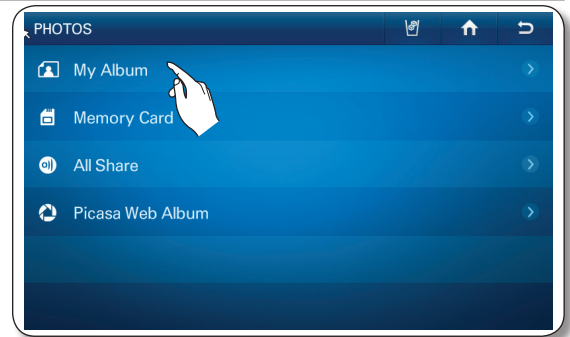 PHOTOS
My Album
Memory Card
All Share
Picasa Web Album